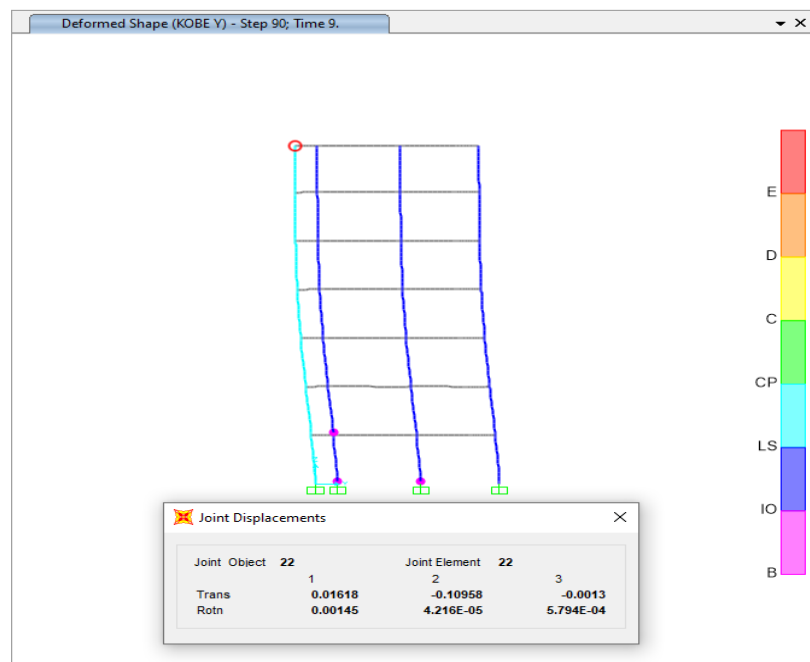 Deformed Shape (KOBE Y) - Step 90; Time 9.
E
D
C
CP
LS
IO
B
Joint Displacements
Joint Object 22 Joint Element 22
1 2 3
Trans 0.01618 -0.10958 -0.0013
Rotn 0.00145 4.216E-05 5.794E-04